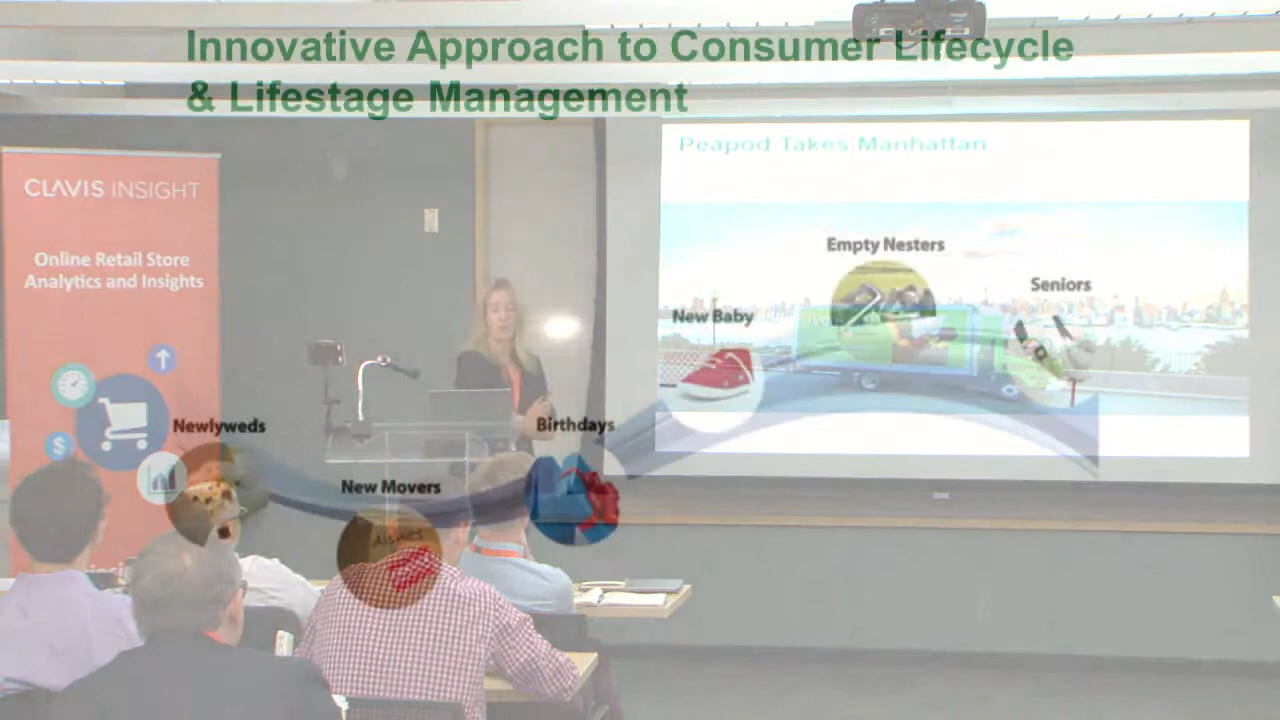 Innovative Approach to Consumer Lifecycle
& Lifestage Management
Peapod Takes Manhattan
CLAVIS INSIGHT
Online Retail Store
Analytics and Insights
Empty Nesters
Seniors
New Baby
Newlyweds
Birthdays
New Movers
$